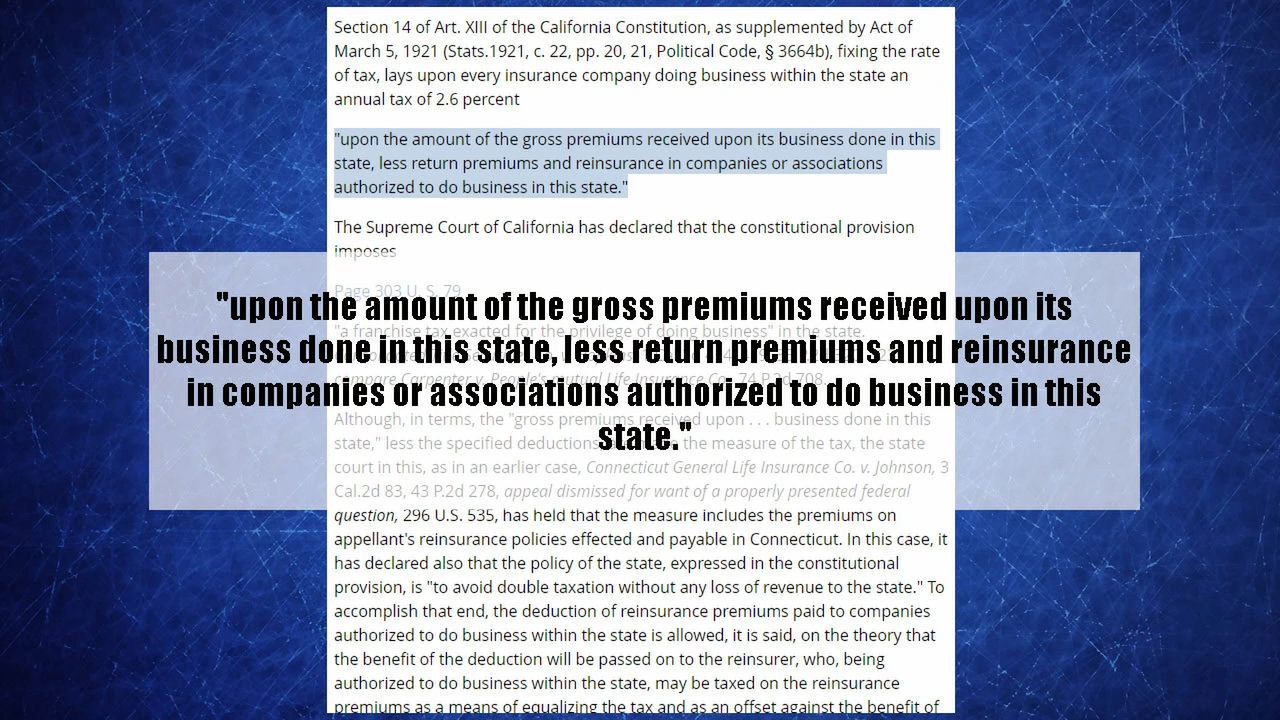 Section 14 of Art. XIII of the California Constitution, as supplemented by Act of
March 5, 1921 (Stats.1921, c. 22, pp. 20, 21, Political Code, § 3664b), fixing the rate
of tax, lays upon every insurance company doing business within the state an
annual tax of 2.6 percent
"upon the amount of the gross premiums received upon its business done in this
state, less return premiums and reinsurance in companies or associations
authorized to do business in this state."
The Supreme Court of California has declared that the constitutional provision
imposes
Page 303 U. S. 79
"upon the amount of the gross premiums received upon its
"a franchise tax exacted for the privilege of doing business" in the state.
business done in this state, less return premiums and reinsurance
compare Carpenter v. People's mutual Life Insurance Co., 74 P.2d 708.
in companies or associations authorized to do business in this
Although, in terms, the "gross premiums received upon . . . business done in this
state."
state," less the specified deductions the measure of the tax, the state
court in this, as in an earlier case, Connecticut General Life Insurance Co. v. Johnson, 3
Cal.2d 83, 43 P.2d 278, appeal dismissed for want of a properly presented federal
question, 296 U.S. 535, has held that the measure includes the premiums on
appellant's reinsurance policies effected and payable in Connecticut. In this case, it
has declared also that the policy of the state, expressed in the constitutional
provision, is "to avoid double taxation without any loss of revenue to the state." To
accomplish that end, the deduction of reinsurance premiums paid to companies
authorized to do business within the state is allowed, it is said, on the theory that
the benefit of the deduction will be passed on to the reinsurer, who, being
authorized to do business within the state, may be taxed on the reinsurance
premiums as a means of equalizing the tax and as an offset against the benefit of